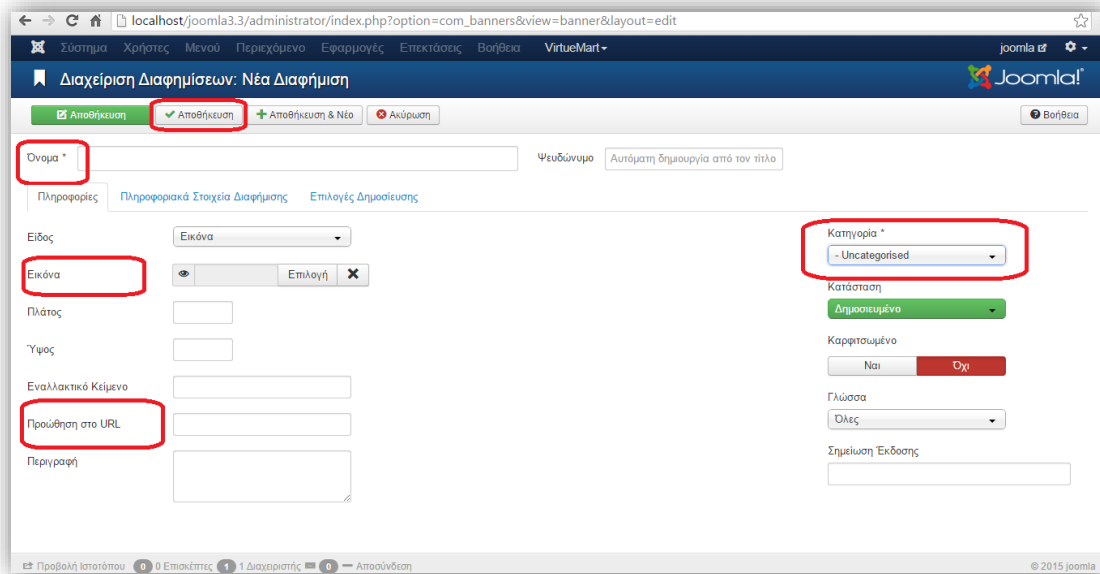 localhost/joomla3.3/administrator/index.php?option=com_banners&view=banner&layout=edit
Σύστημα Χρήστες Μενού Περιεχόμενο Εφαρμογές Επεκτάσεις Βοήθεια VirtueMart joomla
Διαχείριση Διαφημίσεων: Νέα Διαφήμιση Joomla!
Αποθήκευση Αποθήκευση Αποθήκευση & Νέο Ακύρωση Βοήθεια
Όνομα * Ψευδώνυμο Αυτόματη δημιουργία από τον τίτλο
Πληροφορίες Πληροφοριακά Στοιχεία Διαφήμισης Επιλογές Δημοσίευσης
Είδος Εικόνα
Εικόνα Επιλογή
Πλάτος
Ύψος
Εναλλακτικό Κείμενο
Προώθηση στο URL
Περιγραφή
Κατηγορία *
- Uncategorised
Κατάσταση
Δημοσιευμένο
Καρφιτσωμένο
Ναι Όχι
Γλώσσα
Όλες
Σημείωση Έκδοσης
Προβολή Ιστοτόπου 0 0 Επισκέπτες 1 1 Διαχειριστής 0 Αποσύνδεση © 2015 joomla